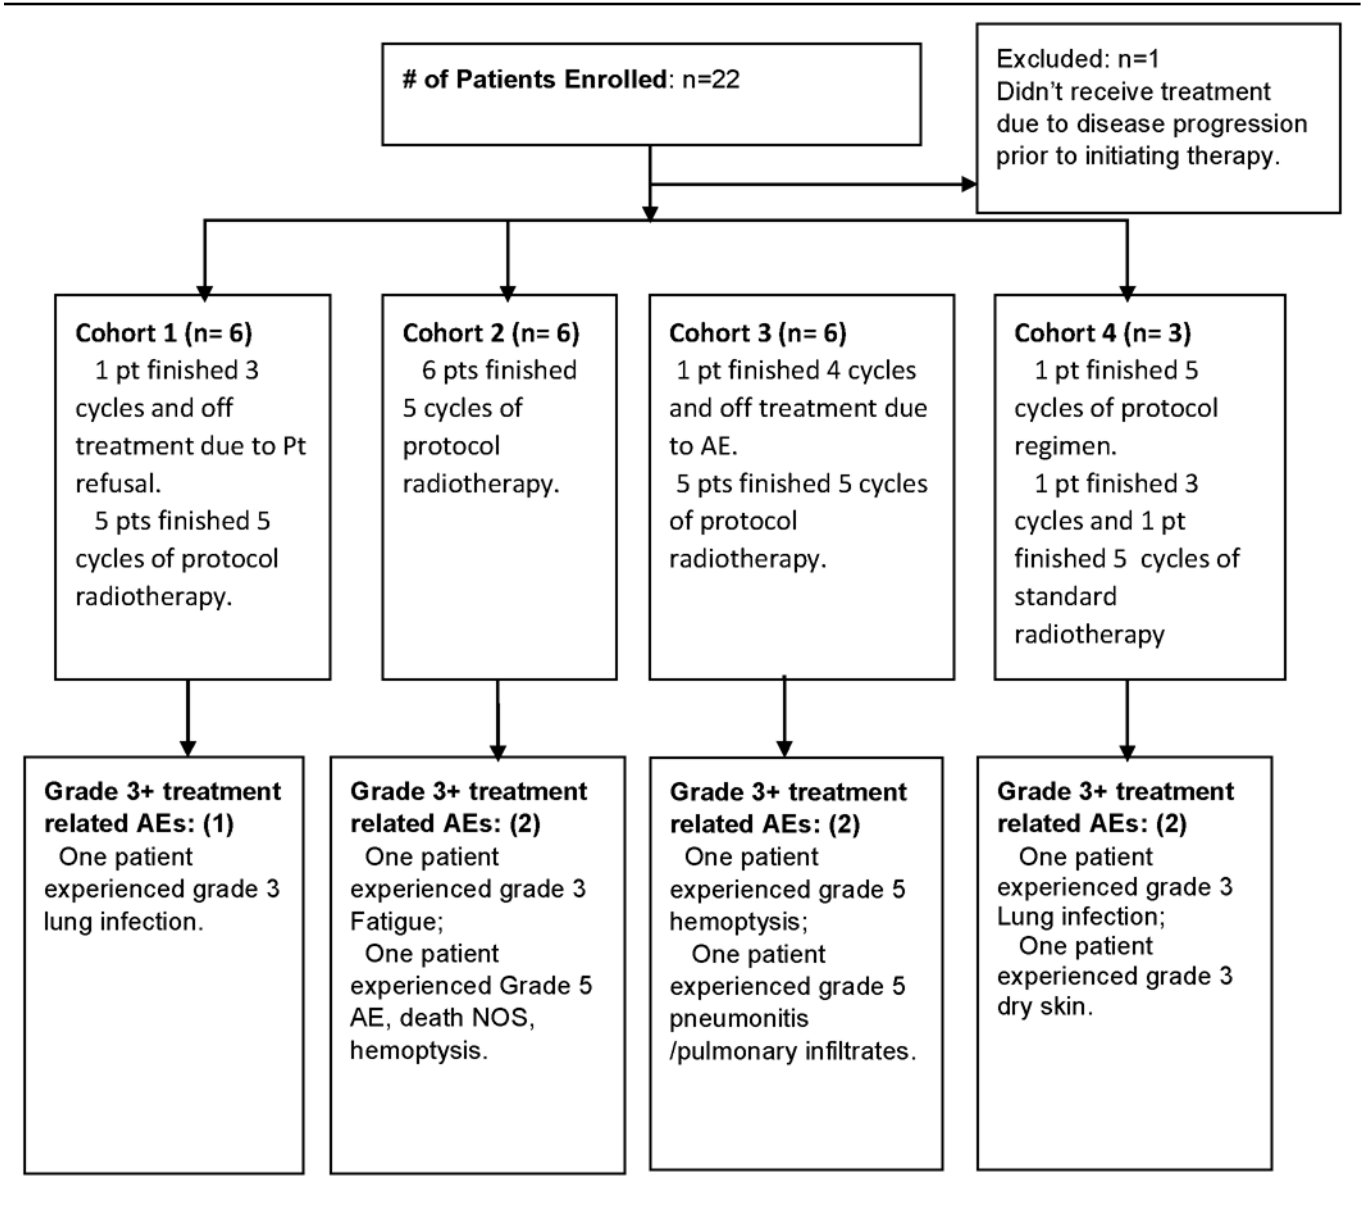 # of Patients Enrolled: n=22
Excluded: n=1
Didn't receive treatment
due to disease progression
prior to initiating therapy.
Cohort 1 (n= 6)
1 pt finished 3
cycles and off
treatment due to Pt
refusal.
5 pts finished 5
cycles of protocol
radiotherapy.
Cohort 2 (n= 6)
6 pts finished
5 cycles of
protocol
radiotherapy.
Cohort 3 (n= 6)
1 pt finished 4 cycles
and off treatment due
to AE.
5 pts finished 5 cycles
of protocol
radiotherapy.
Cohort 4 (n= 3)
1 pt finished 5
cycles of protocol
regimen.
1 pt finished 3
cycles and 1 pt
finished 5  cycles of
standard
radiotherapy
Grade 3+ treatment
related AEs: (1)
One patient
experienced grade 3
lung infection.
Grade 3+ treatment
related AEs: (2)
One patient
experienced grade 3
Fatigue;
One patient
experienced Grade 5
AE, death NOS,
hemoptysis.
Grade 3+ treatment
related AEs: (2)
One patient
experienced grade 5
hemoptysis;
One patient
experienced grade 5
pneumonitis
/pulmonary infiltrates.
Grade 3+ treatment
related AEs: (2)
One patient
experienced grade 3
Lung infection;
One patient
experienced grade 3
dry skin.